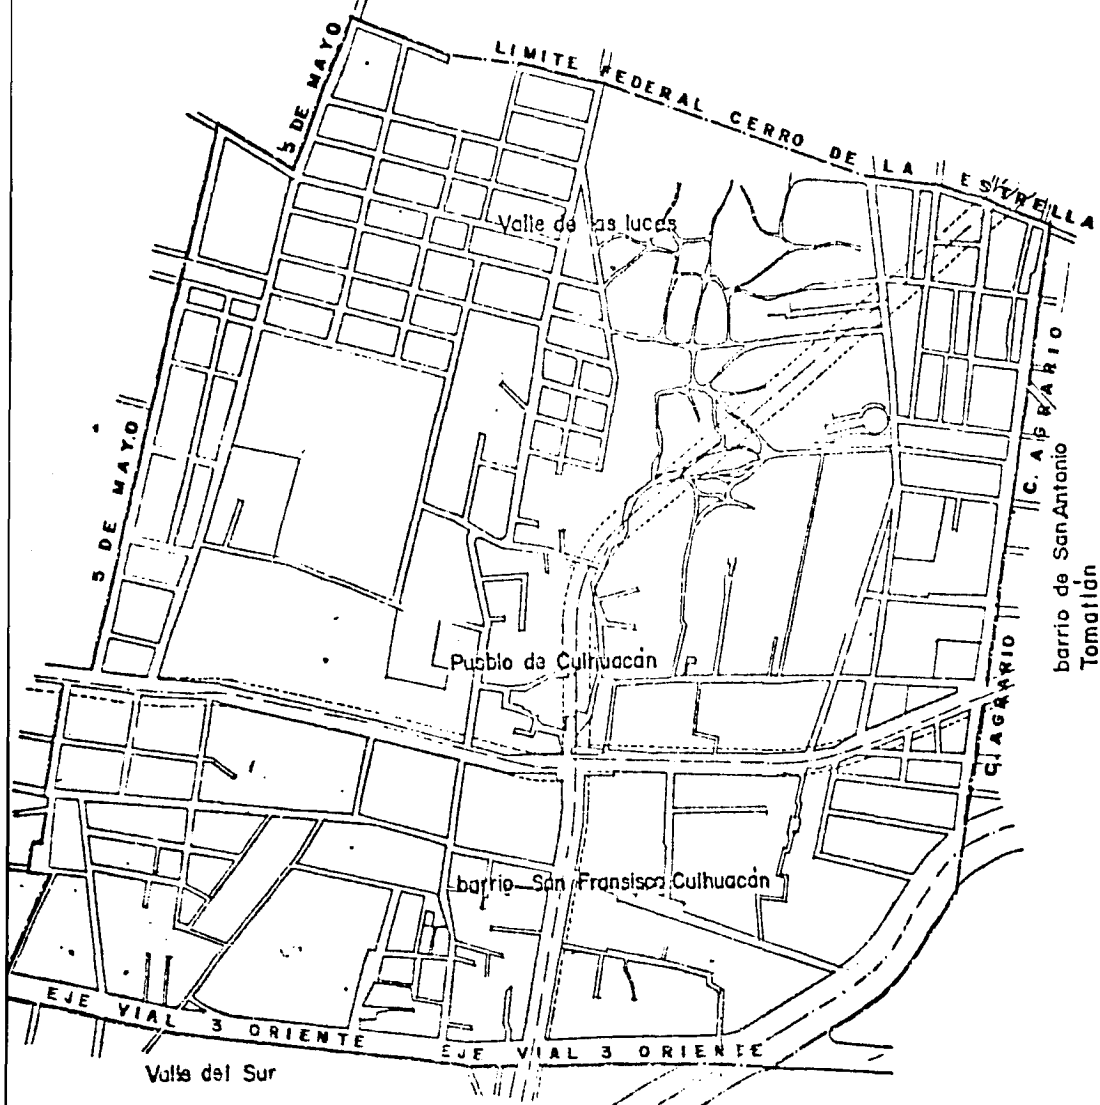 5 DE MAYO
LIMITE FEDERAL CERRO DE LA ESTRELLA
Valle de las luces
5 DE MAYO
C. AGRARIO
barrio de San Antonio
Tomatlán
Pueblo de Culhuacán
C. AGRARIO
barrio San Fransisco Culhuacán
EJE VIAL 3 ORIENTE
EJE VIAL 3 ORIENTE
Valle del Sur